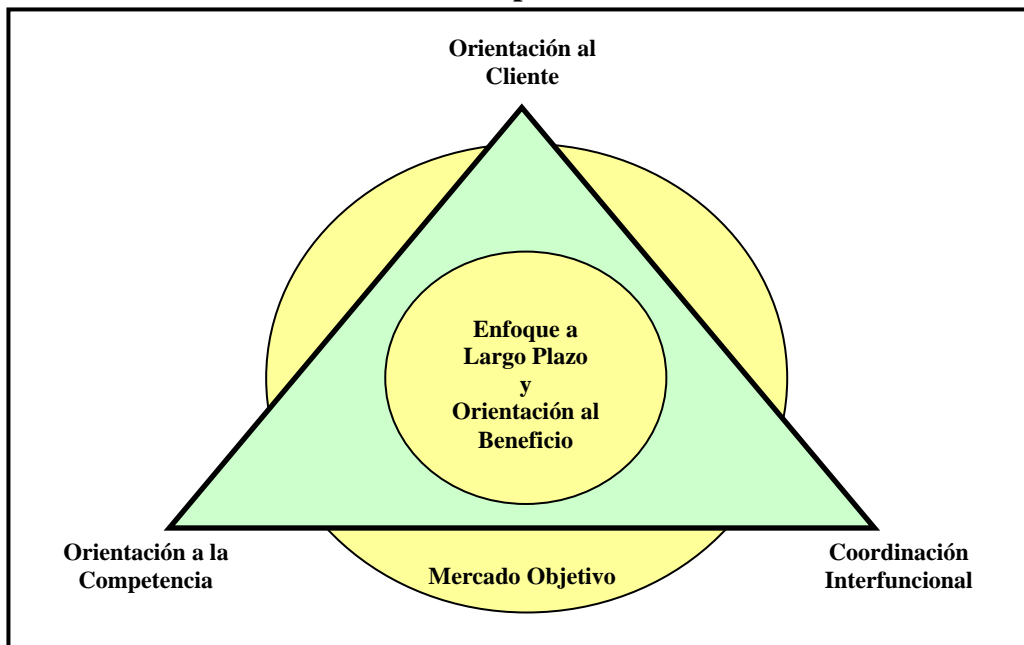 Orientación al
Cliente
Enfoque a
Largo Plazo
y
Orientación al
Beneficio
Orientación a la
Competencia
Mercado Objetivo
Coordinación
Interfuncional